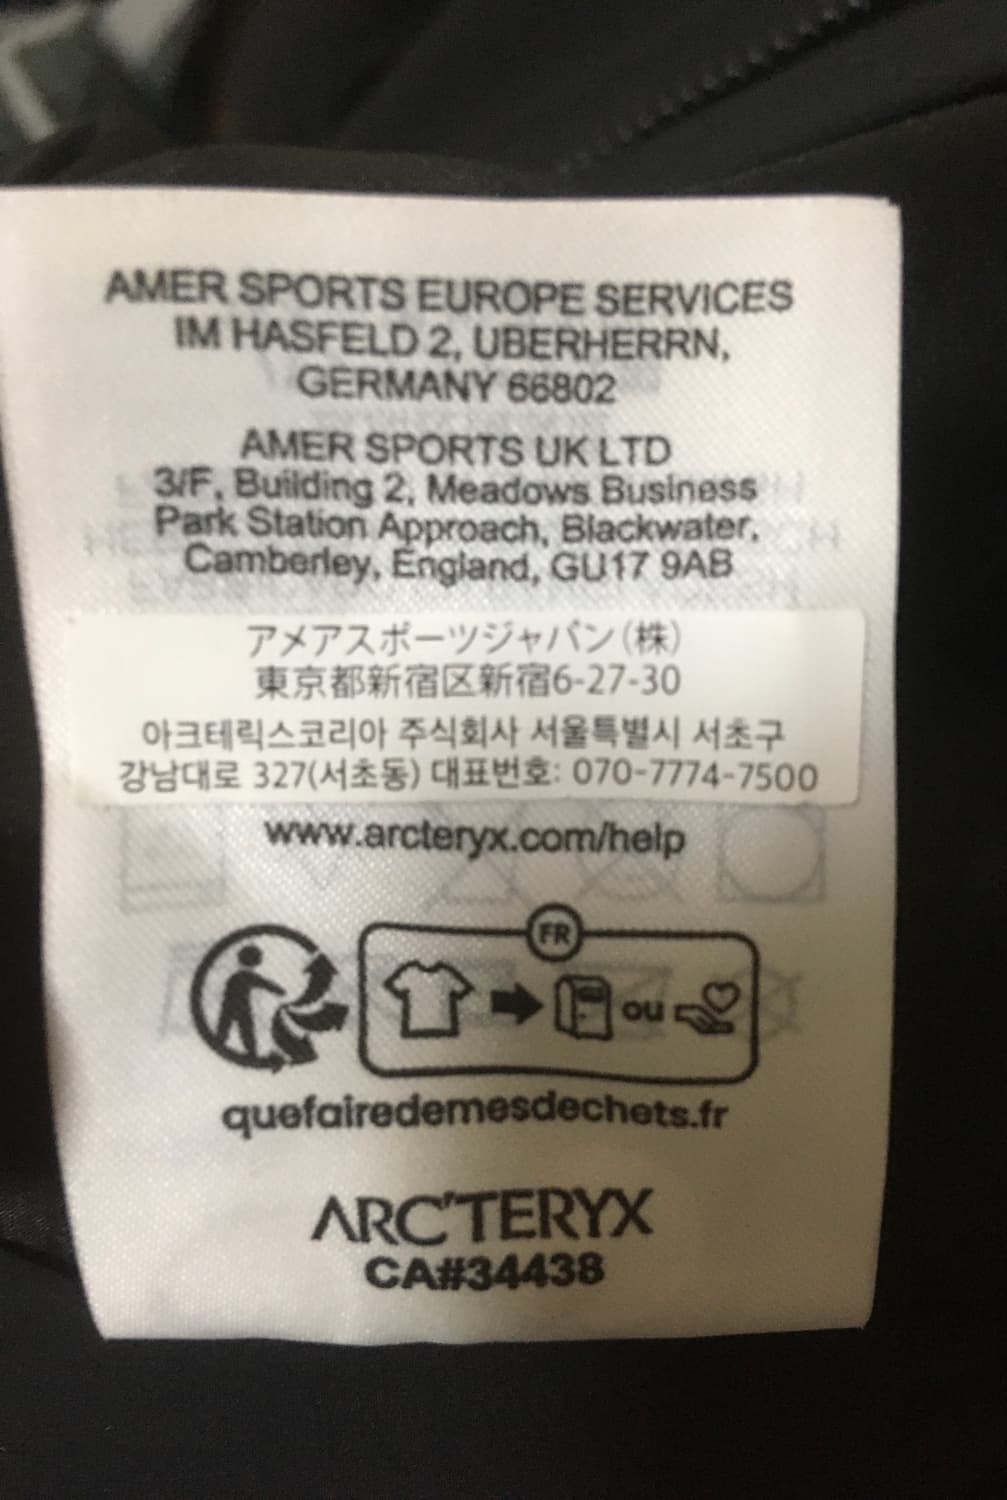 AMER SPORTS EUROPE SERVICES
IM HASFELD 2, UBERHERRN,
GERMANY 66802
AMER SPORTS UK LTD
3/F, Building 2, Meadows Business
Park Station Approach, Blackwater,
Camberley, England, GU17 9AB
アメアスポーツジャパン(株)
東京都新宿区新宿6-27-30
아크테릭스코리아 주식회사 서울특별시 서초구
강남대로 327(서초동) 대표번호: 070-7774-7500
www.arcteryx.com/help
FR
ou
quefairedemesdechets.fr
ARC'TERYX
CA#34438